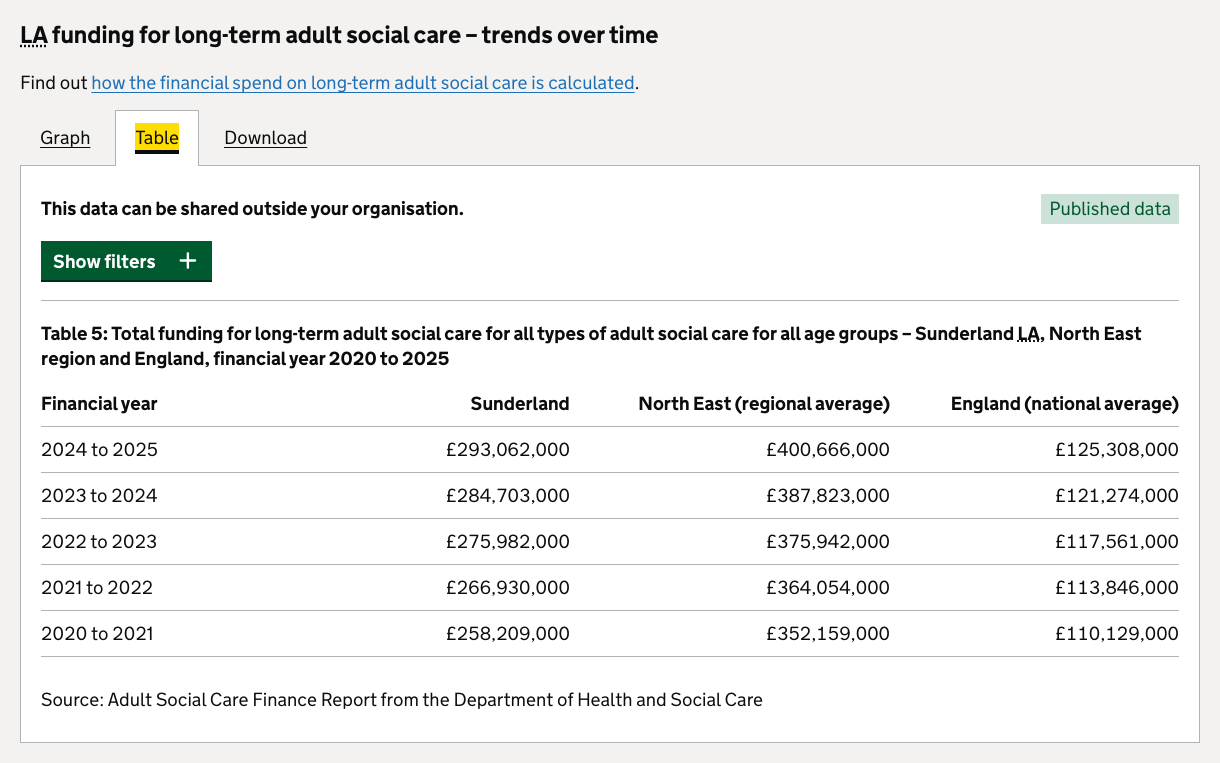 LA funding for long-term adult social care – trends over time
Find out how the financial spend on long-term adult social care is calculated.
Graph
Table
Download
This data can be shared outside your organisation.
Published data
Show filters +
Table 5: Total funding for long-term adult social care for all types of adult social care for all age groups – Sunderland LA, North East
region and England, financial year 2020 to 2025
Financial year Sunderland North East (regional average) England (national average)
2024 to 2025 £293,062,000 £400,666,000 £125,308,000
2023 to 2024 £284,703,000 £387,823,000 £121,274,000
2022 to 2023 £275,982,000 £375,942,000 £117,561,000
2021 to 2022 £266,930,000 £364,054,000 £113,846,000
2020 to 2021 £258,209,000 £352,159,000 £110,129,000
Source: Adult Social Care Finance Report from the Department of Health and Social Care